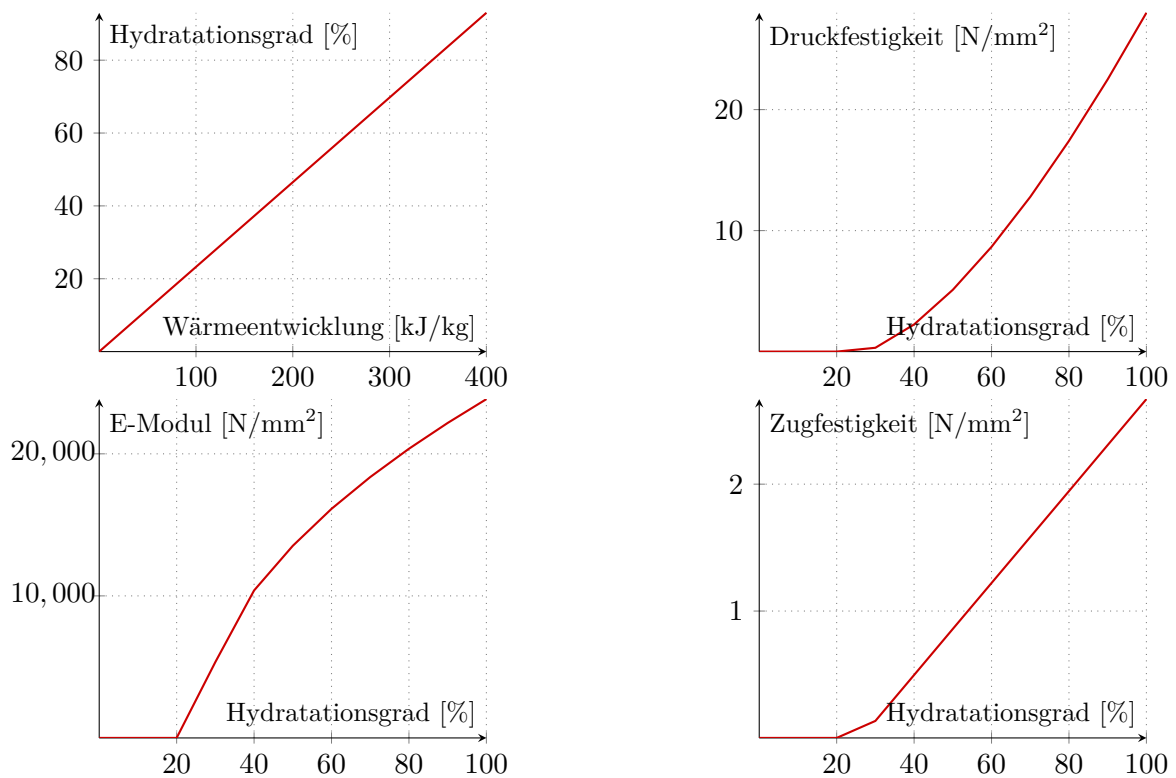 Hydratationsgrad [%]
80
60
40
20
Wärmeentwicklung [kJ/kg]
100 200 300 400
Druckfestigkeit [N/mm²]
20
10
Hydratationsgrad [%]
20 40 60 80 100
E-Modul [N/mm²]
20,000
10,000
Hydratationsgrad [%]
20 40 60 80 100
Zugfestigkeit [N/mm²]
2
1
Hydratationsgrad [%]
20 40 60 80 100